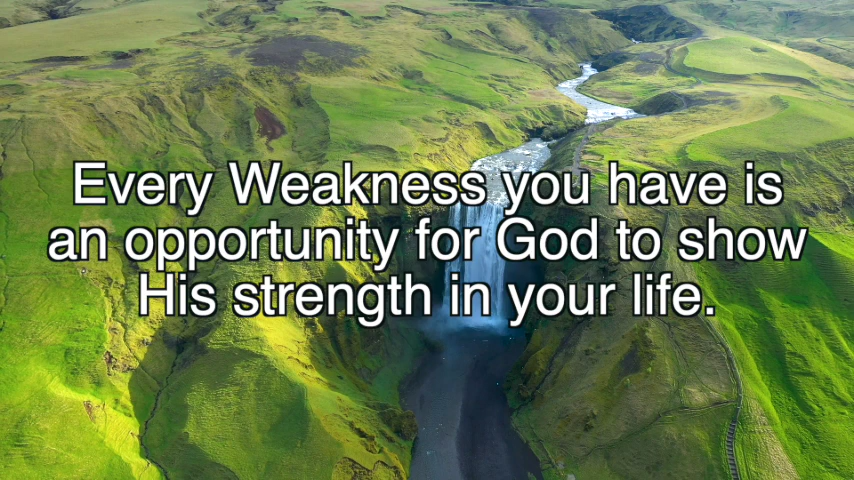 Every Weakness you have is
an opportunity for God to show
His strength in your life.